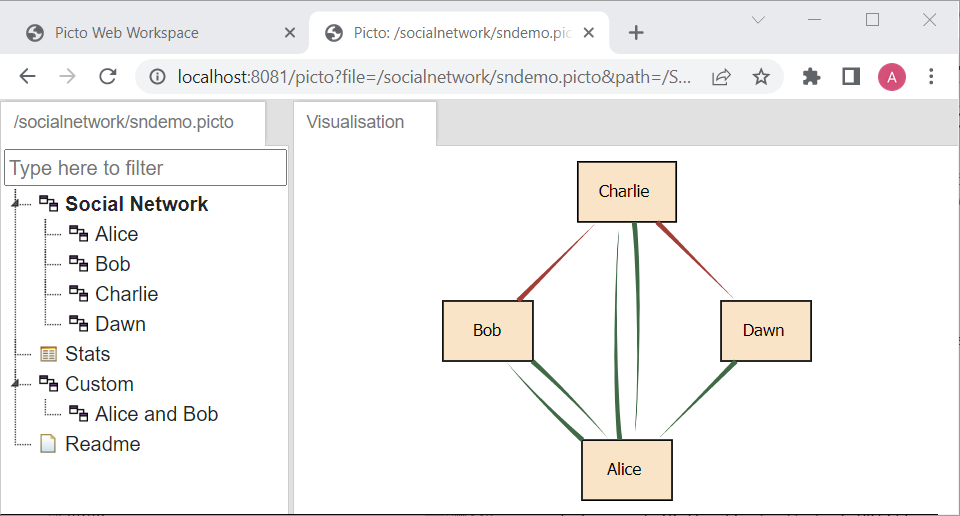 Picto Web Workspace
Picto: /socialnetwork/sndemo.pic
localhost:8081/picto?file=/socialnetwork/sndemo.picto&path=/S...
A
/socialnetwork/sndemo.picto
Visualisation
Type here to filter
Social Network
Alice
Bob
Charlie
Dawn
Stats
Custom
Alice and Bob
Readme
Charlie
Bob
Dawn
Alice